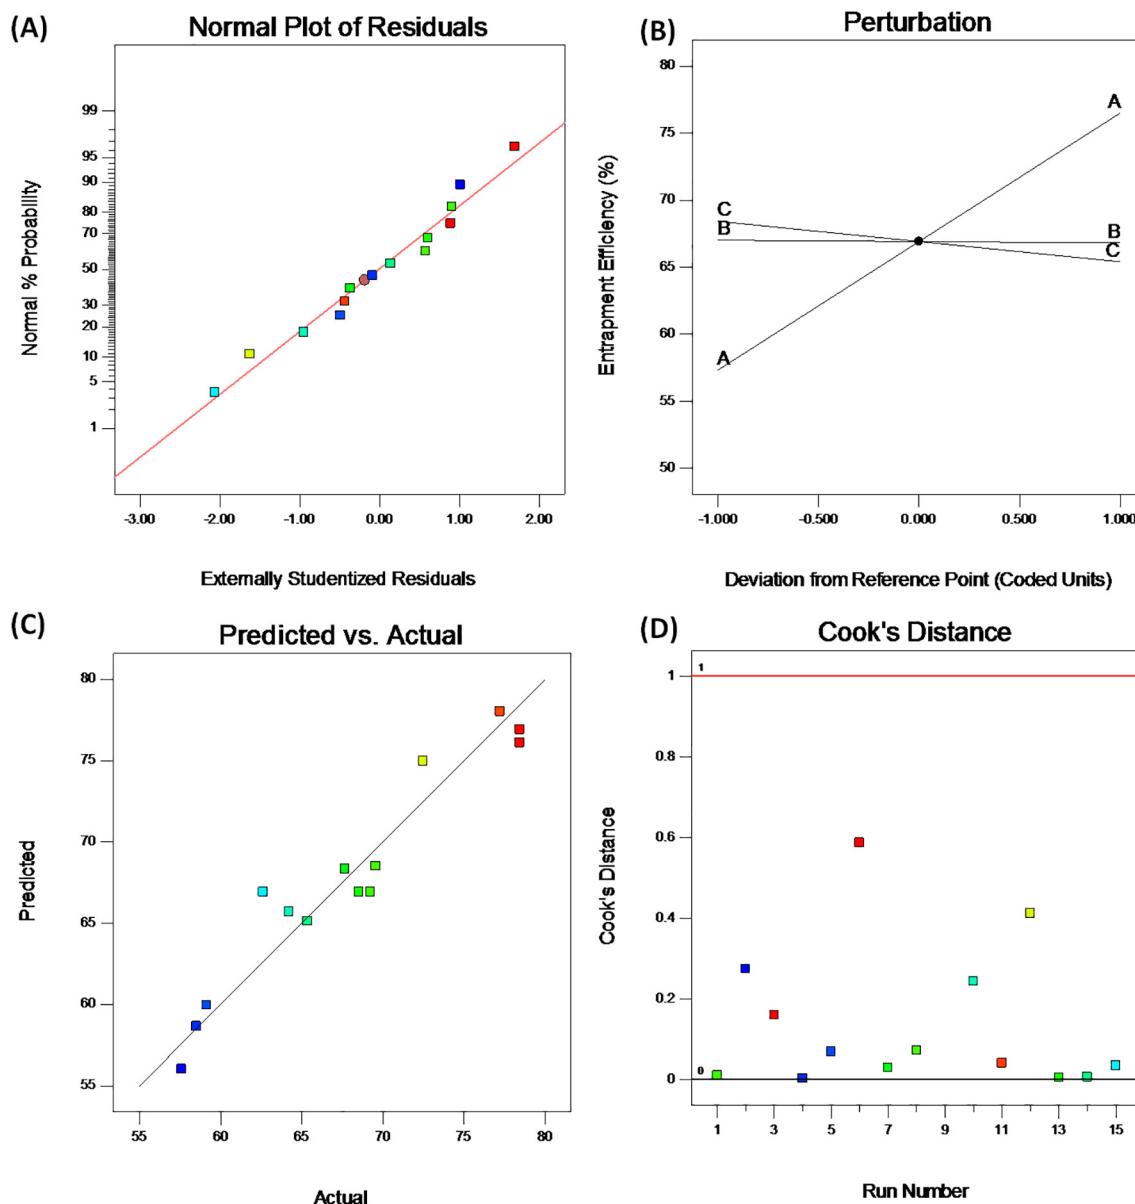 (A)
Normal Plot of Residuals
Normal % Probability
99
95
90
80
70
50
30
20
10
5
1
-3.00 -2.00 -1.00 0.00 1.00 2.00
Externally Studentized Residuals
(B)
Perturbation
Entrapment Efficiency (%)
80
75
70
65
60
55
50
A
C
B
B
C
A
-1.000 -0.500 0.000 0.500 1.000
Deviation from Reference Point (Coded Units)
(C)
Predicted vs. Actual
Predicted
80
75
70
65
60
55
55 60 65 70 75 80
Actual
(D)
Cook's Distance
Cook's Distance
1
1
0.8
0.6
0.4
0.2
0
0
1 3 5 7 9 11 13 15
Run Number